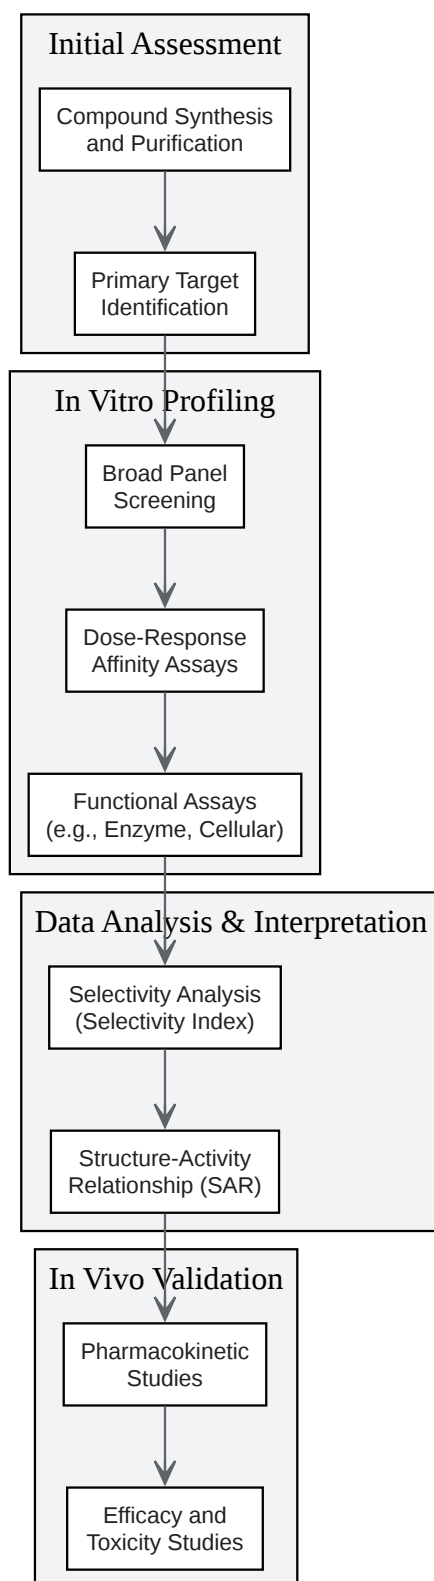 Initial Assessment
Compound Synthesis
and Purification
Primary Target
Identification
In Vitro Profiling
Broad Panel
Screening
Dose-Response
Affinity Assays
Functional Assays
(e.g., Enzyme, Cellular)
Data Analysis & Interpretation
Selectivity Analysis
(Selectivity Index)
Structure-Activity
Relationship (SAR)
In Vivo Validation
Pharmacokinetic
Studies
Efficacy and
Toxicity Studies